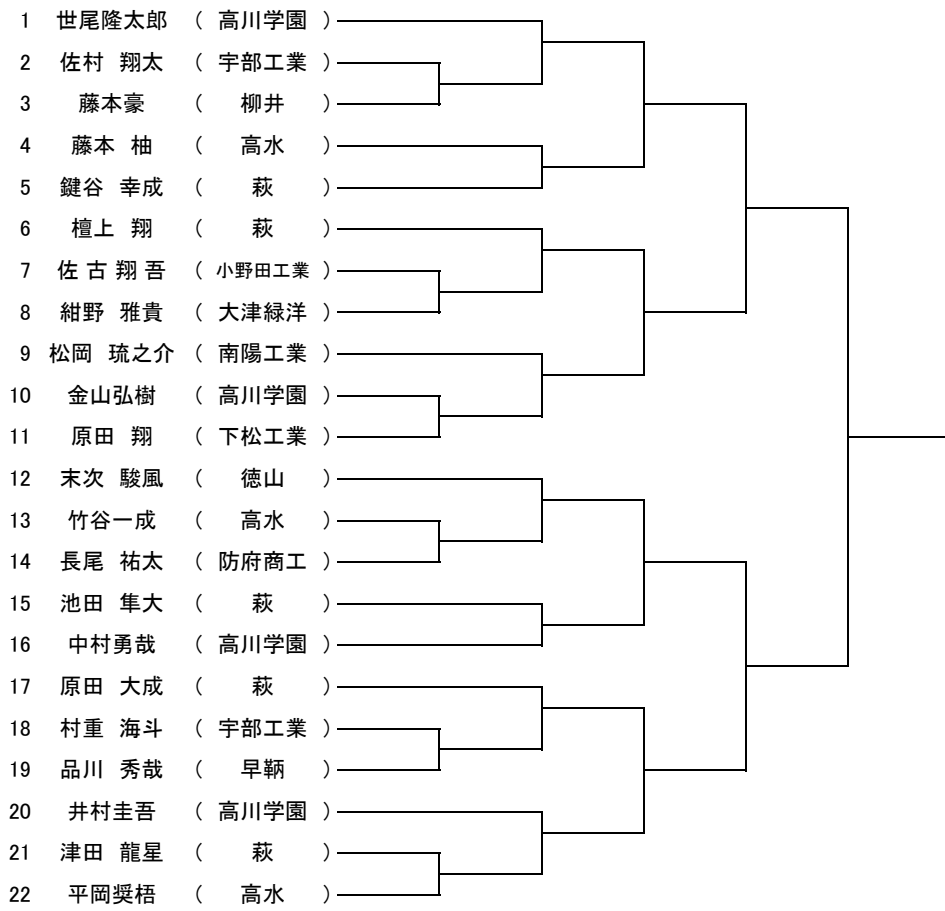 1 世尾隆太郎 ( 高川学園 )
2 佐村 翔太 ( 宇部工業 )
3 藤本豪 ( 柳井 )
4 藤本 柚 ( 高水 )
5 鍵谷 幸成 ( 萩 )
6 檀上 翔 ( 萩 )
7 佐 古 翔 吾 ( 小野田工業 )
8 紺野 雅貴 ( 大津緑洋 )
9 松岡 琉之介 ( 南陽工業 )
10 金山弘樹 ( 高川学園 )
11 原田 翔 ( 下松工業 )
12 末次 駿風 ( 徳山 )
13 竹谷一成 ( 高水 )
14 長尾 祐太 ( 防府商工 )
15 池田 隼大 ( 萩 )
16 中村勇哉 ( 高川学園 )
17 原田 大成 ( 萩 )
18 村重 海斗 ( 宇部工業 )
19 品川 秀哉 ( 早鞆 )
20 井村圭吾 ( 高川学園 )
21 津田 龍星 ( 萩 )
22 平岡奨梧 ( 高水 )